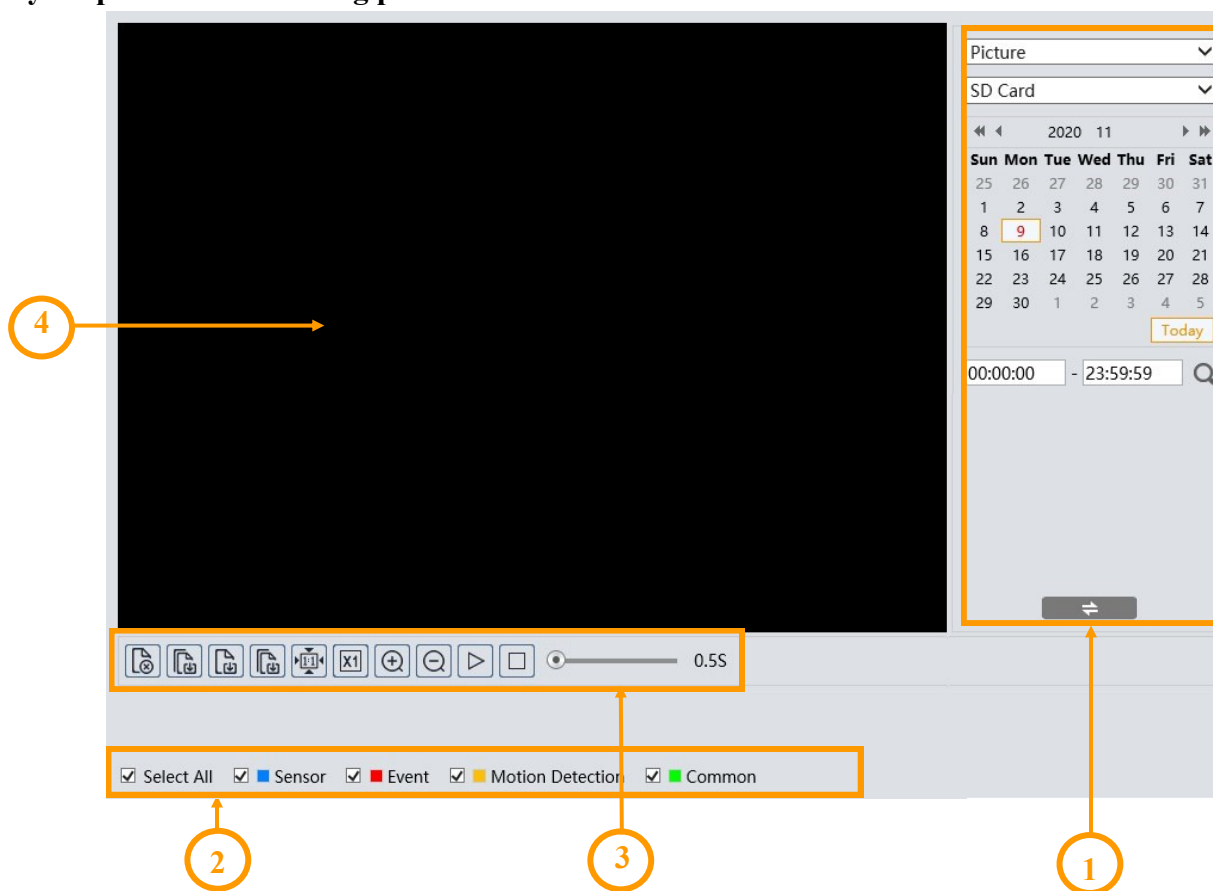 Picture
SD Card
2020 11
Sun Mon Tue Wed Thu Fri Sat
25 26 27 28 29 30 31
1 2 3 4 5 6 7
8 9 10 11 12 13 14
15 16 17 18 19 20 21
22 23 24 25 26 27 28
29 30 1 2 3 4 5
Today
00:00:00 - 23:59:59
4
1:1 X1 0.5S
Select All Sensor Event Motion Detection Common
2 3 1